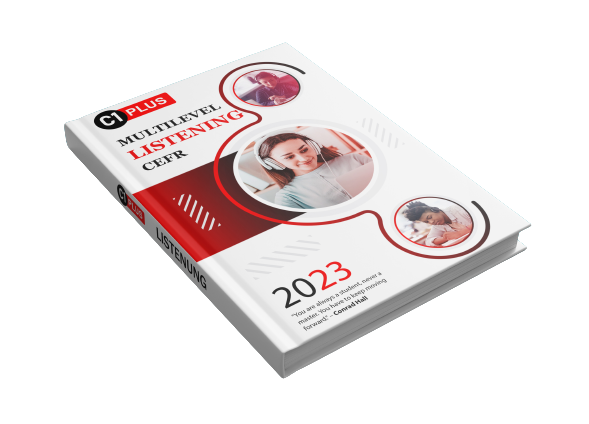 C1 PLUS
MULTILEVEL
LISTENING
CEFR
C1 PLUS
LISTENUNG
2023
"You are always a student, never a
master. You have to keep moving
forward." – Conrad Hall